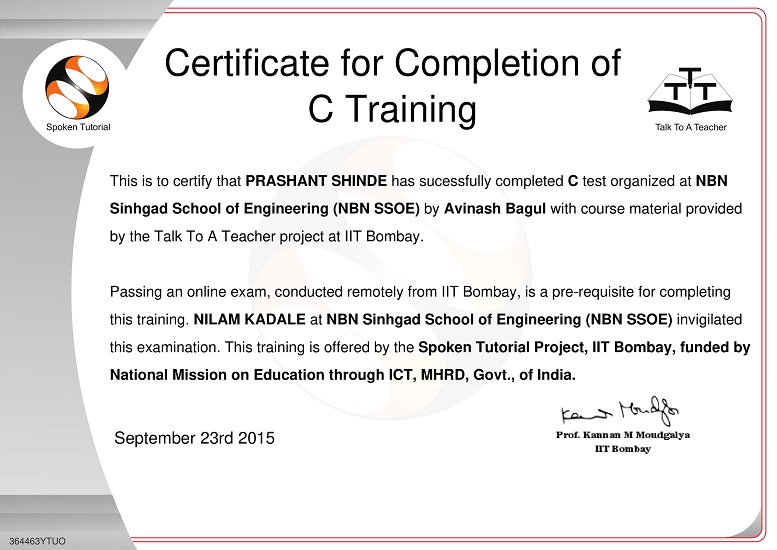 Certificate for Completion of
C Training
Spoken Tutorial
TTT
Talk To A Teacher
This is to certify that PRASHANT SHINDE has sucessfully completed C test organized at NBN
Sinhgad School of Engineering (NBN SSOE) by Avinash Bagul with course material provided
by the Talk To A Teacher project at IIT Bombay.
Passing an online exam, conducted remotely from IIT Bombay, is a pre-requisite for completing
this training. NILAM KADALE at NBN Sinhgad School of Engineering (NBN SSOE) invigilated
this examination. This training is offered by the Spoken Tutorial Project, IIT Bombay, funded by
National Mission on Education through ICT, MHRD, Govt., of India.
September 23rd 2015
Prof. Kannan M Moudgalya
IIT Bombay
364463YTUO